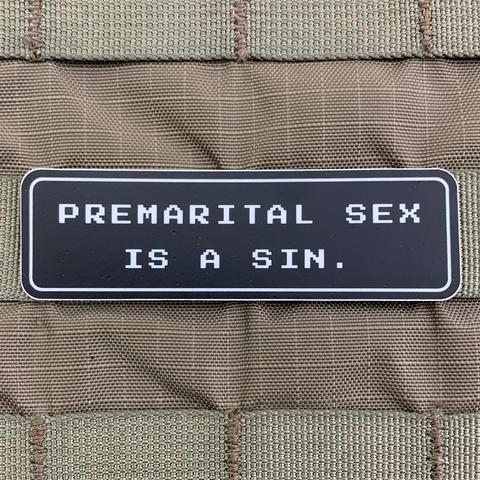 PREMARITAL SEX
IS A SIN.